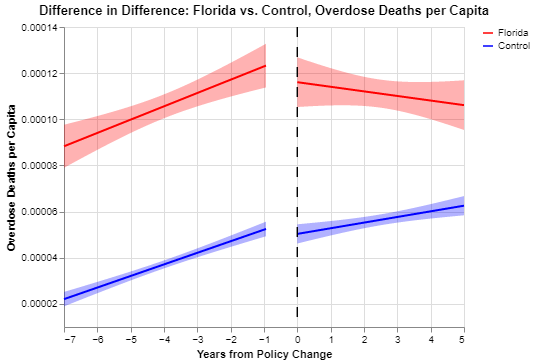 Difference in Difference: Florida vs. Control, Overdose Deaths per Capita
Florida
Control
Overdose Deaths per Capita
0.00014
0.00012
0.00010
0.00008
0.00006
0.00004
0.00002
−7 −6 −5 −4 −3 −2 −1 0 1 2 3 4 5
Years from Policy Change